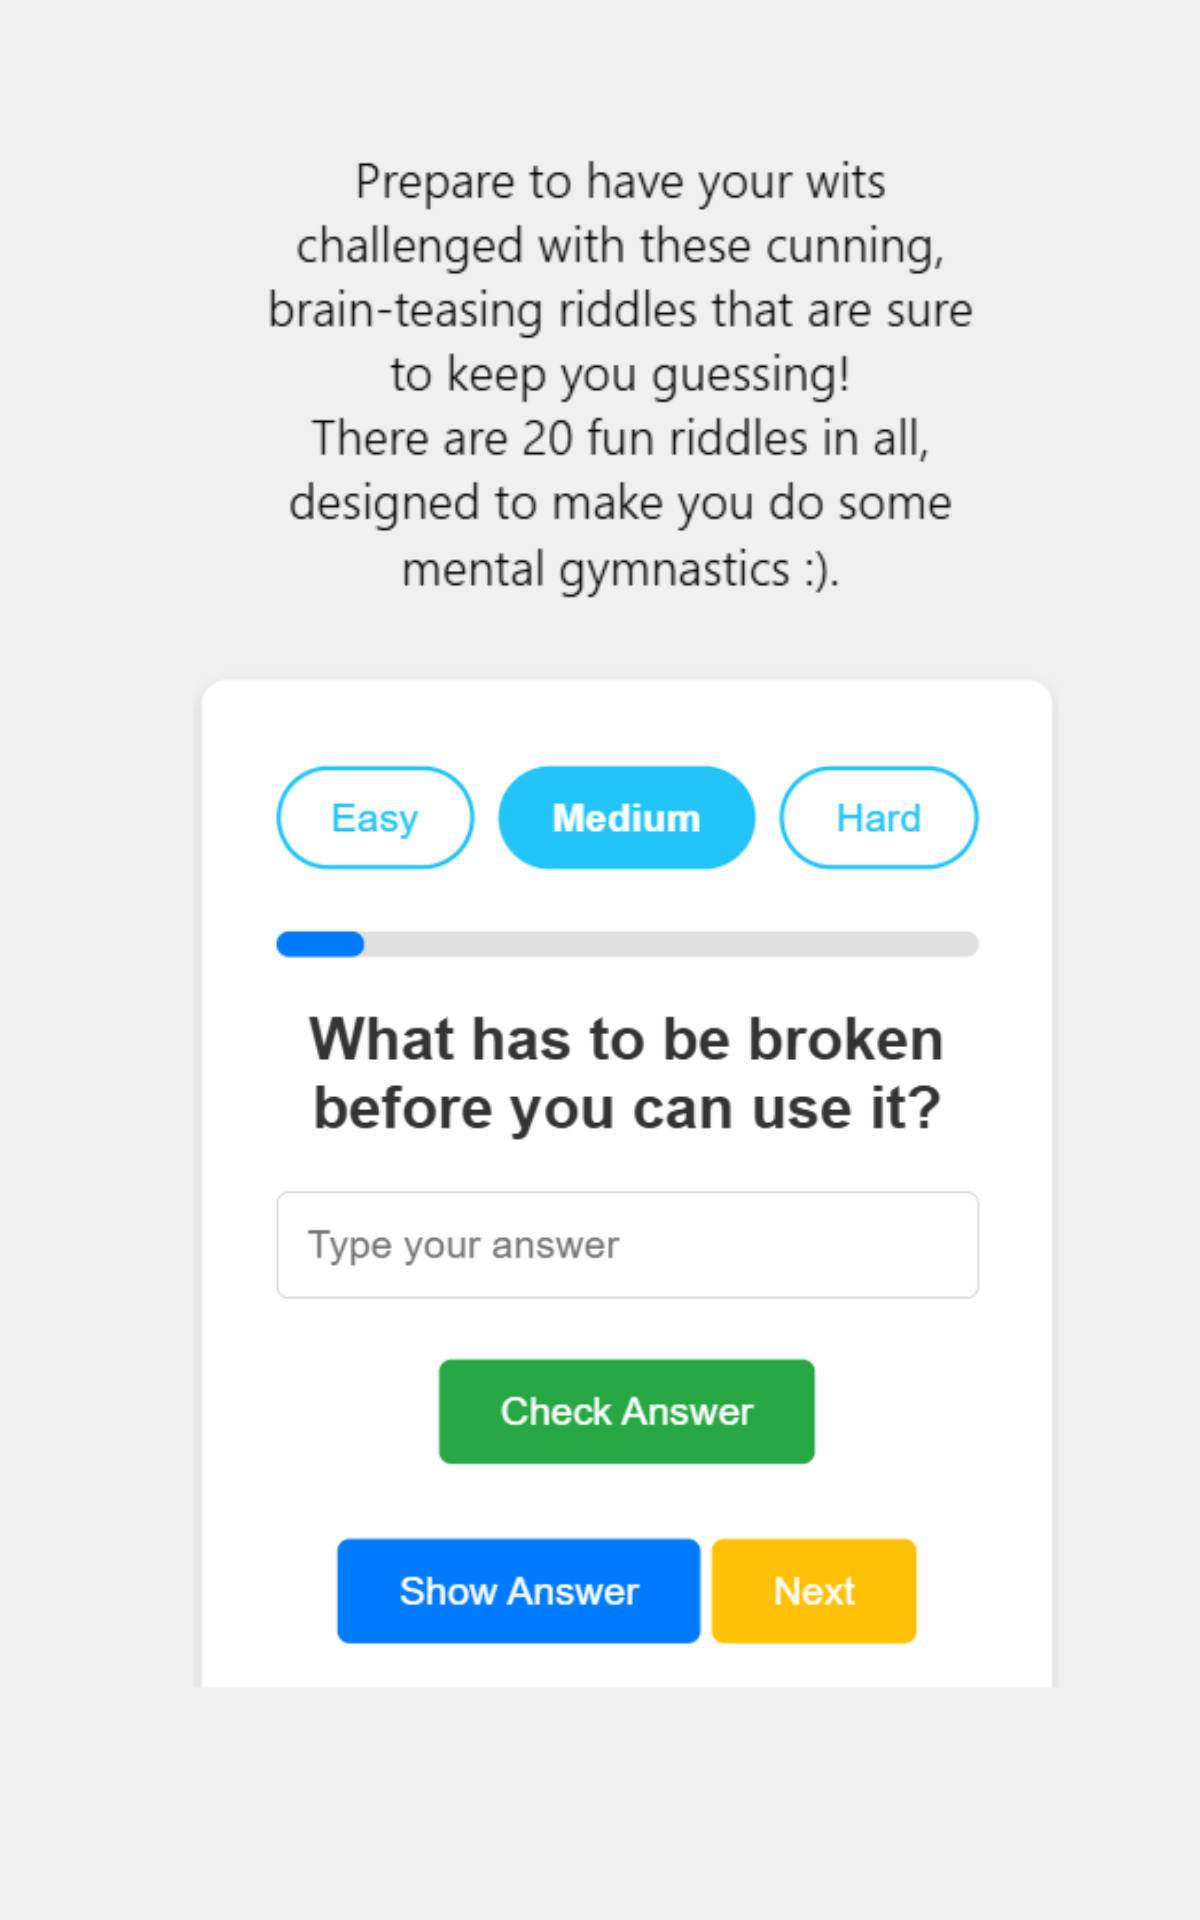 Prepare to have your wits
challenged with these cunning,
brain-teasing riddles that are sure
to keep you guessing!
There are 20 fun riddles in all,
designed to make you do some
mental gymnastics :).
Easy Medium Hard
What has to be broken
before you can use it?
Type your answer
Check Answer
Show Answer Next